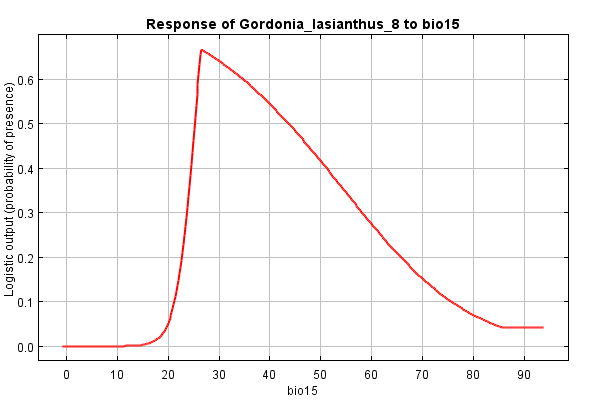 Response of Gordonia_lasianthus_8 to bio15
Logistic output (probability of presence)
0.6
0.5
0.4
0.3
0.2
0.1
0.0
0 10 20 30 40 50 60 70 80 90
bio15